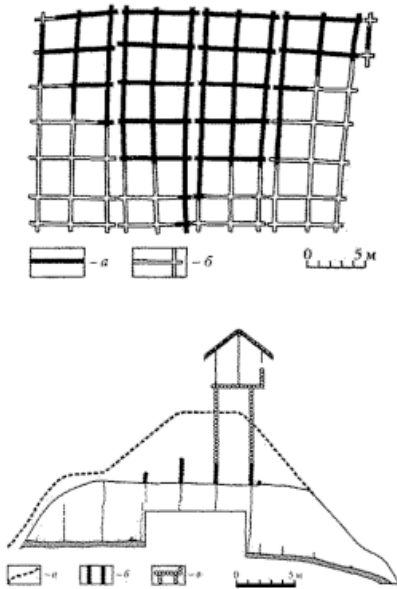 – а – б 0 5 м
– а – б – в 0 5 м